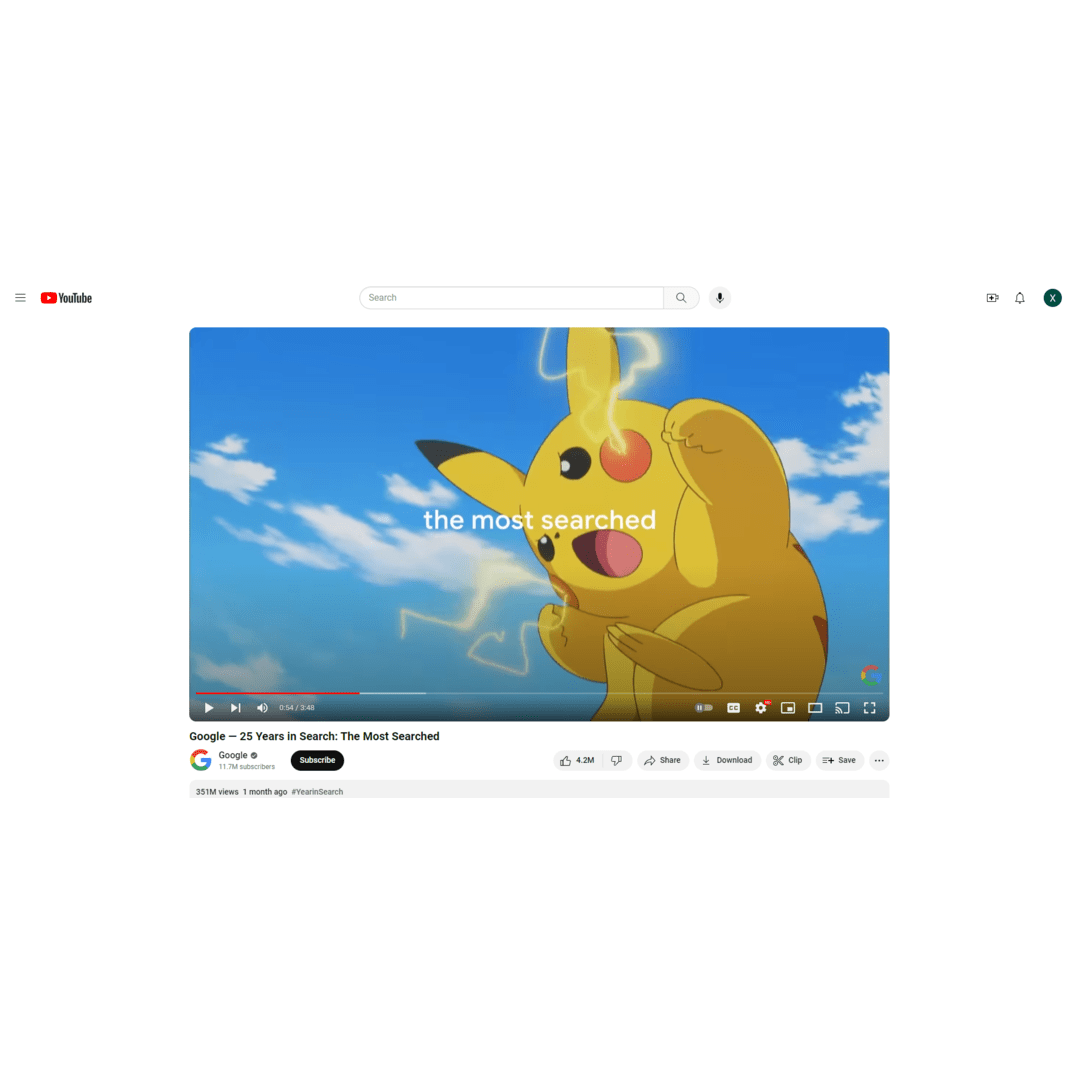 YouTube
Search
X
the most searched
0:54 / 3:48
CC
Google — 25 Years in Search: The Most Searched
Google
11.7M subscribers
Subscribe
4.2M
Share
Download
Clip
Save
351M views 1 month ago #YearinSearch